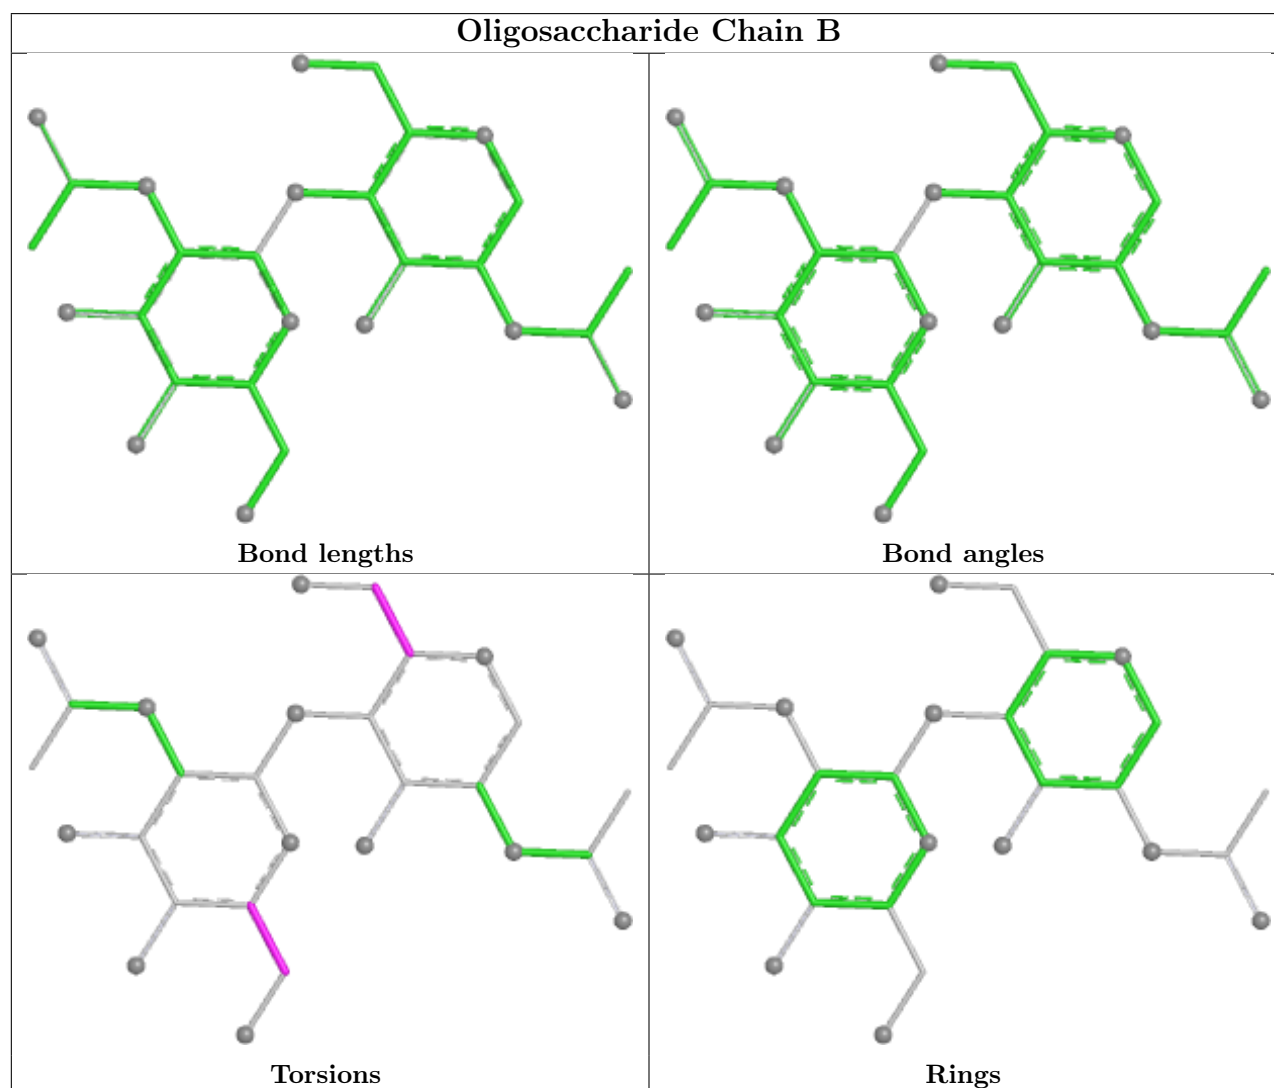 Oligosaccharide Chain B
Bond lengths
Bond angles
Torsions
Rings